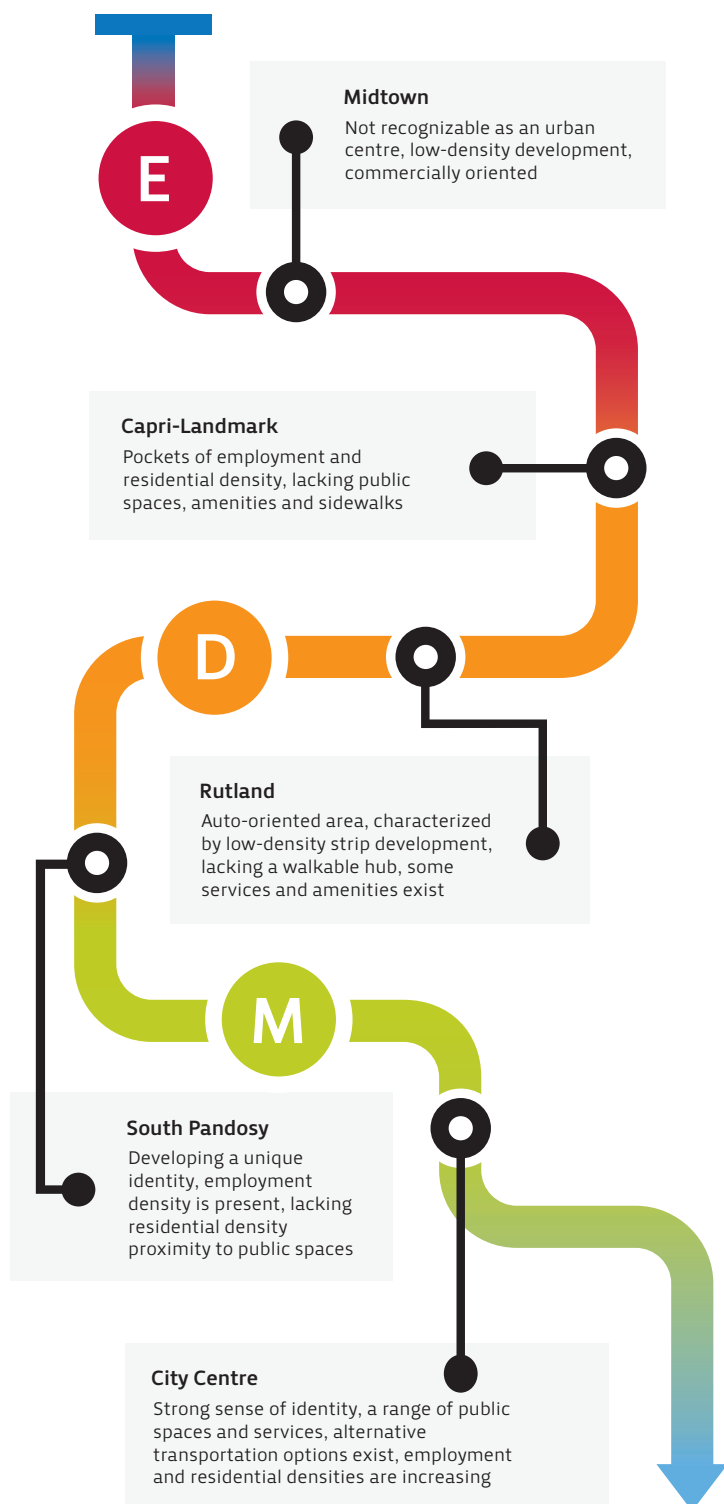 E
Midtown
Not recognizable as an urban
centre, low-density development,
commercially oriented
Capri-Landmark
Pockets of employment and
residential density, lacking public
spaces, amenities and sidewalks
D
Rutland
Auto-oriented area, characterized
by low-density strip development,
lacking a walkable hub, some
services and amenities exist
M
South Pandosy
Developing a unique
identity, employment
density is present, lacking
residential density
proximity to public spaces
City Centre
Strong sense of identity, a range of public
spaces and services, alternative
transportation options exist, employment
and residential densities are increasing